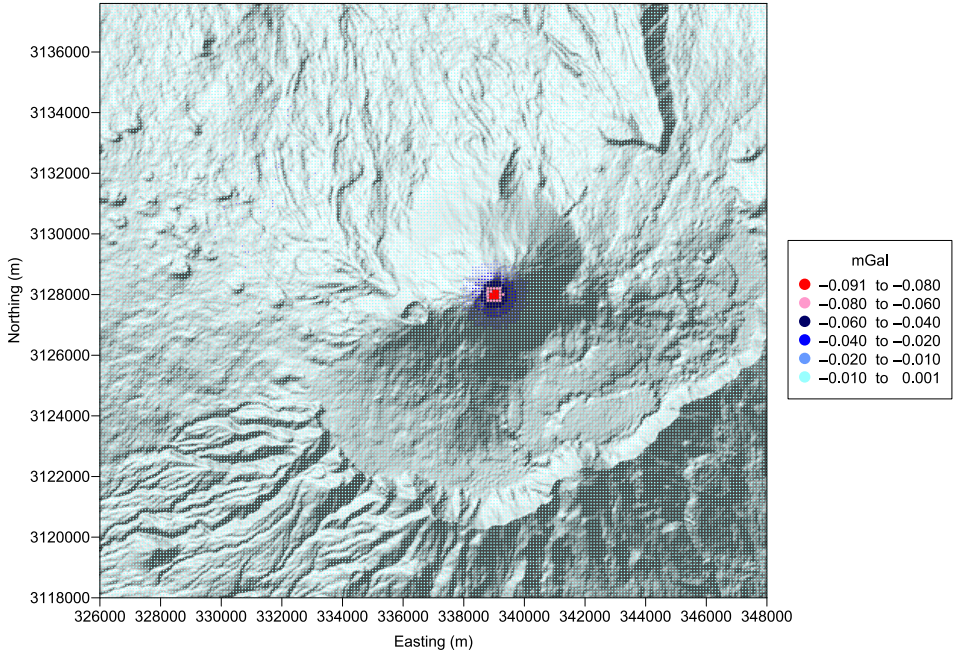 3136000
3134000
3132000
3130000
3128000
3126000
3124000
3122000
3120000
3118000
Northing (m)
326000 328000 330000 332000 334000 336000 338000 340000 342000 344000 346000 348000
Easting (m)
mGal
−0.091 to −0.080
−0.080 to −0.060
−0.060 to −0.040
−0.040 to −0.020
−0.020 to −0.010
−0.010 to 0.001